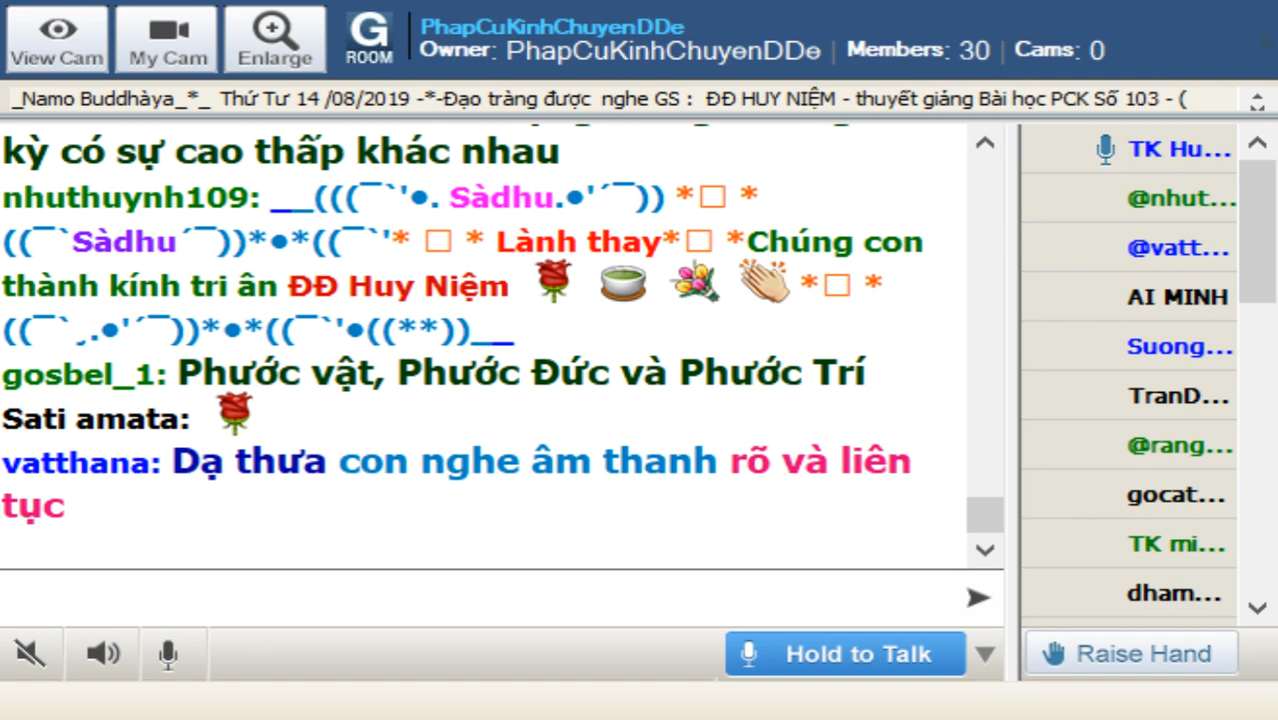 View Cam
My Cam
Enlarge
G
ROOM
PhapCuKinhChuyenDDe
Owner: PhapCuKinhChuyenDDe | Members: 30 | Cams: 0
_Namo Buddhàya_*_ Thứ Tư 14 /08/2019 -*-Đạo tràng được nghe GS : ĐĐ HUY NIỆM - thuyết giảng Bài học PCK Số 103 - (
kỳ có sự cao thấp khác nhau
nhuthuynh109: __(((¯`'●. Sàdhu.●'´¯)) *□ *
((¯`Sàdhu´¯))*●*((¯`'* □ * Lành thay*□ *Chúng con
thành kính tri ân ĐĐ Huy Niệm 🌹 🍵 💐 👏 *□ *
((¯`¸.●'´¯))*●*((¯`'●((**))__
gosbel_1: Phước vật, Phước Đức và Phước Trí
Sati amata: 🌹
vatthana: Dạ thưa con nghe âm thanh rõ và liên
tục
TK Hu...
@nhut...
@vatt...
AI MINH
Suong...
TranD...
@rang...
gocat...
TK mi...
dham...
Hold to Talk
Raise Hand